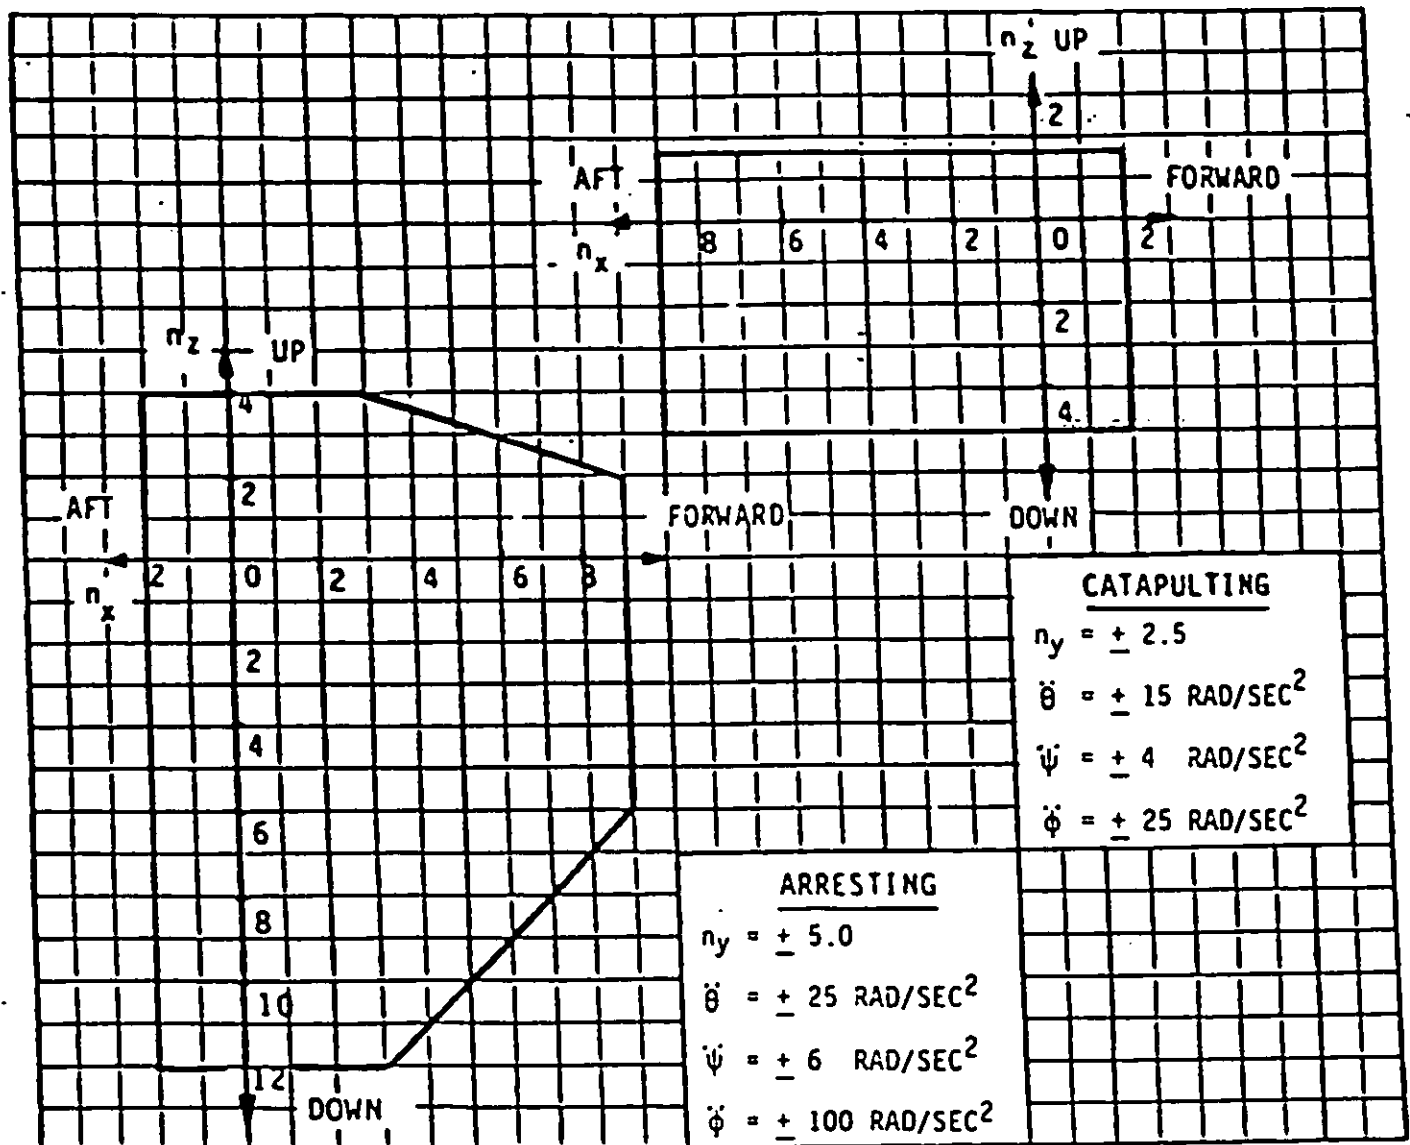 n_z UP
2
AFT
FORWARD
8 6 4 2 0 2
n_x
2
4
DOWN
n_z UP
4
2
AFT
FORWARD
2 0 2 4 6 8
n_x
2
4
6
8
10
12
DOWN
CATAPULTING
n_y = ± 2.5
θ̈ = ± 15 RAD/SEC²
ψ̈ = ± 4 RAD/SEC²
φ̈ = ± 25 RAD/SEC²
ARRESTING
n_y = ± 5.0
θ̈ = ± 25 RAD/SEC²
ψ̈ = ± 6 RAD/SEC²
φ̈ = ± 100 RAD/SEC²